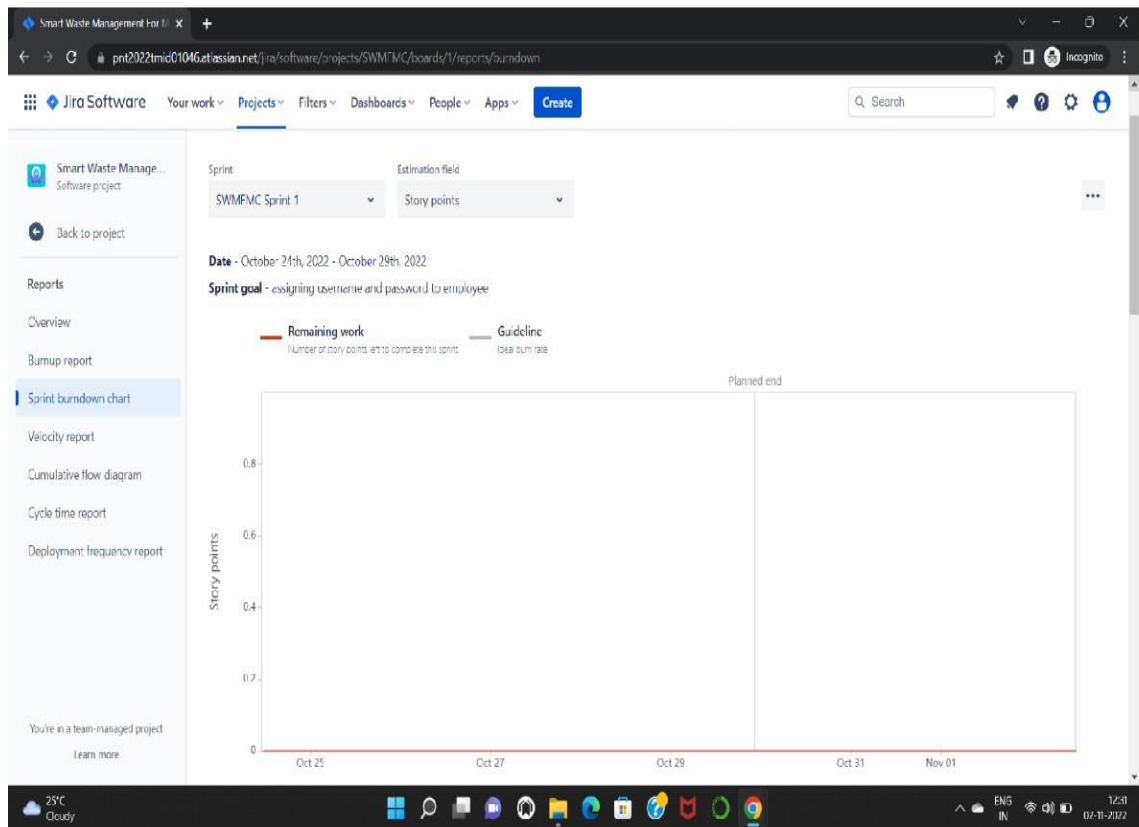 Smart Waste Management For M
pnt2022tmid01046.atlassian.net/jira/software/projects/SWMFMC/boards/1/reports/burndown
Incognito
Jira Software Your work Projects Filters Dashboards People Apps Create Search
Smart Waste Manage...
Software project
Back to project
Reports
Overview
Burnup report
Sprint burndown chart
Velocity report
Cumulative flow diagram
Cycle time report
Deployment frequency report
You're in a team-managed project
Learn more
Sprint Estimation field
SWMFMC Sprint 1 Story points
Date - October 24th, 2022 - October 29th, 2022
Sprint goal - assigning username and password to employee
Remaining work Guideline
Number of story points left to complete this sprint Ideal burn rate
Planned end
Story points
0.8
0.6
0.4
0.2
0
Oct 25 Oct 27 Oct 29 Oct 31 Nov 01
25°C
Cloudy
ENG
IN
12:31
02-11-2022